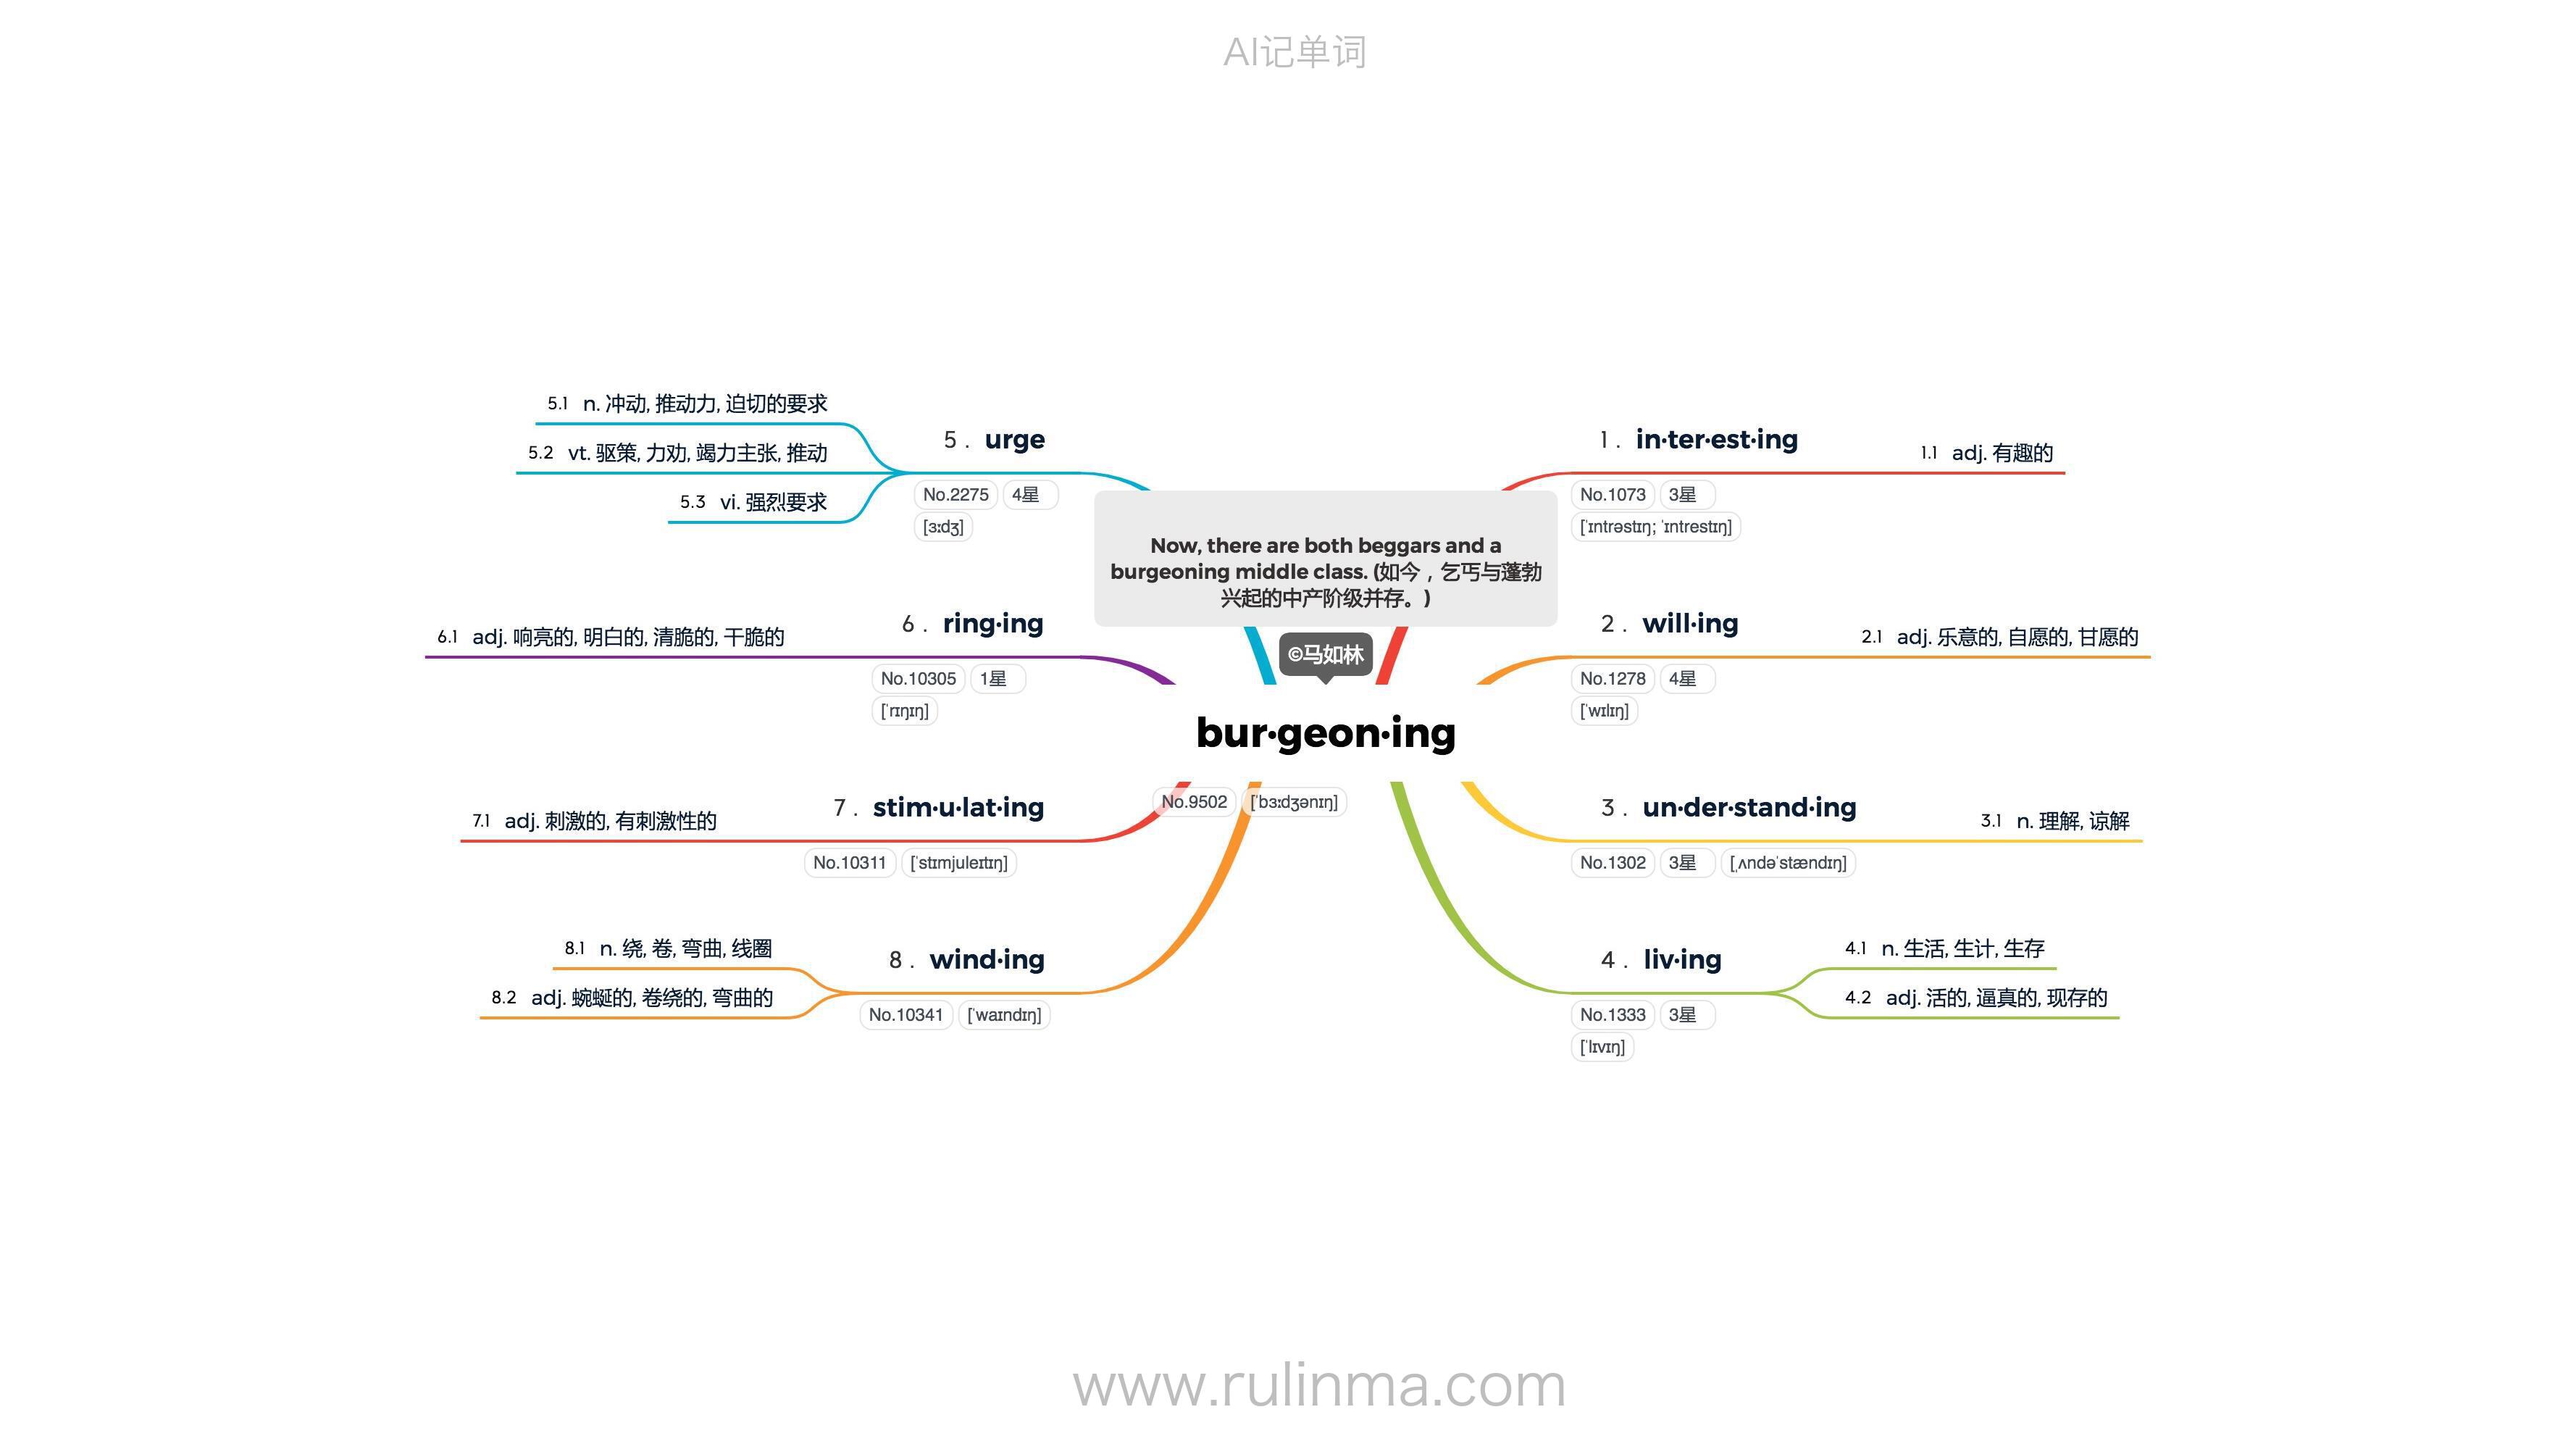 AI记单词
Now, there are both beggars and a
burgeoning middle class. (如今，乞丐与蓬勃
兴起的中产阶级并存。)
©马如林
bur·geon·ing
No.9502 [ˈbɜːdʒənɪŋ]
1 . in·ter·est·ing
No.1073 3星
[ˈɪntrəstɪŋ; ˈɪntrestɪŋ]
1.1 adj. 有趣的
2 . will·ing
No.1278 4星
[ˈwɪlɪŋ]
2.1 adj. 乐意的, 自愿的, 甘愿的
3 . un·der·stand·ing
No.1302 3星 [ˌʌndəˈstændɪŋ]
3.1 n. 理解, 谅解
4 . liv·ing
No.1333 3星
[ˈlɪvɪŋ]
4.1 n. 生活, 生计, 生存
4.2 adj. 活的, 逼真的, 现存的
5 . urge
No.2275 4星
[ɜːdʒ]
5.1 n. 冲动, 推动力, 迫切的要求
5.2 vt. 驱策, 力劝, 竭力主张, 推动
5.3 vi. 强烈要求
6 . ring·ing
No.10305 1星
[ˈrɪŋɪŋ]
6.1 adj. 响亮的, 明白的, 清脆的, 干脆的
7 . stim·u·lat·ing
No.10311 [ˈstɪmjuleɪtɪŋ]
7.1 adj. 刺激的, 有刺激性的
8 . wind·ing
No.10341 [ˈwaɪndɪŋ]
8.1 n. 绕, 卷, 弯曲, 线圈
8.2 adj. 蜿蜒的, 卷绕的, 弯曲的
www.rulinma.com